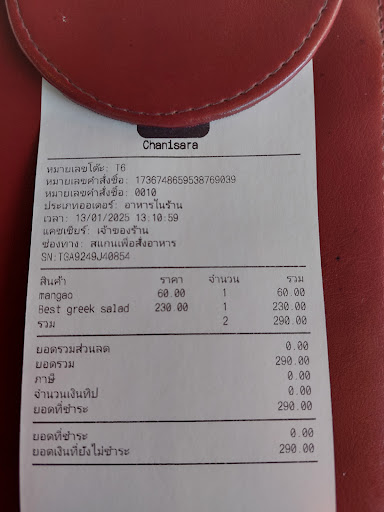 Chanisara
หมายเลขโต๊ะ: T6
หมายเลขคำสั่งซื้อ: 1736748659538769039
หมายเลขคำสั่งซื้อ: 0010
ประเภทออเดอร์: อาหารในร้าน
เวลา: 13/01/2025 13:10:59
แคชเชียร์: เจ้าของร้าน
ช่องทาง: สแกนเพื่อสั่งอาหาร
SN:TGA9249J40854
สินค้า ราคา จำนวน รวม
mangao 60.00 1 60.00
Best greek salad 230.00 1 230.00
รวม 2 290.00
ยอดรวมส่วนลด 0.00
ยอดรวม 290.00
ภาษี 0.00
จำนวนเงินทิป 0.00
ยอดที่ชำระ 290.00
ยอดที่ชำระ 0.00
ยอดเงินที่ยังไม่ชำระ 290.00